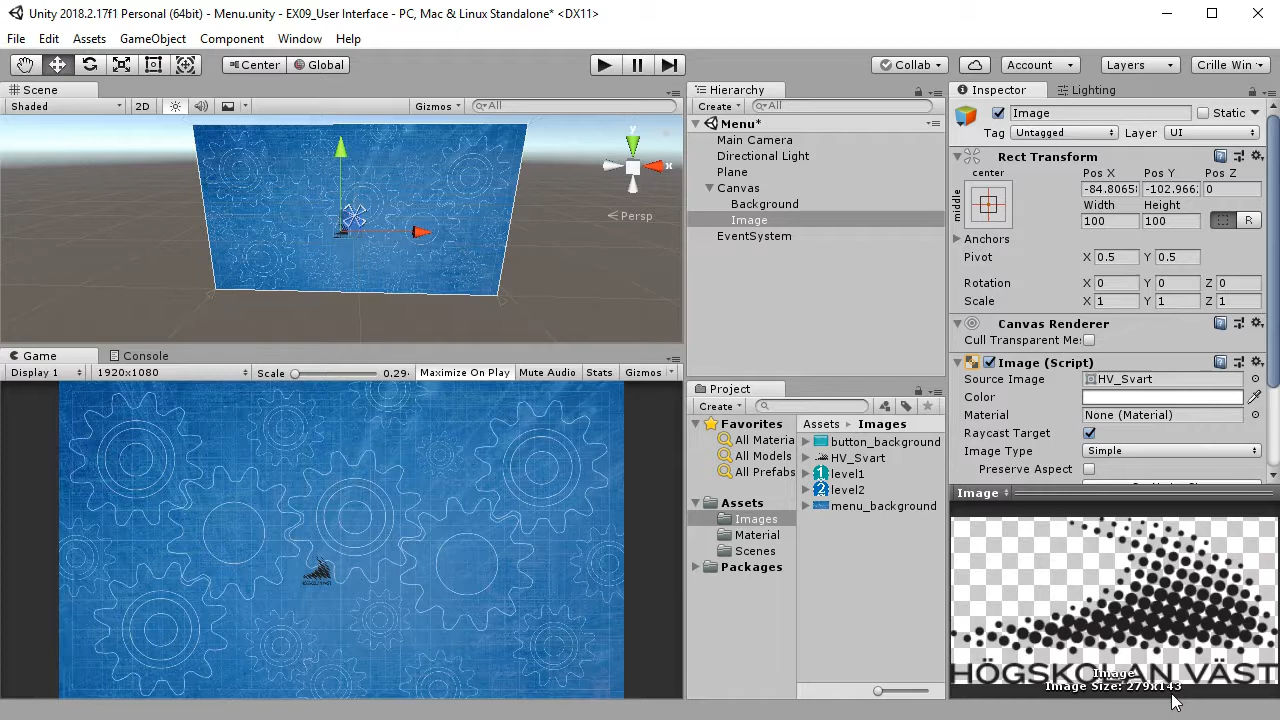 Unity 2018.2.17f1 Personal (64bit) - Menu.unity - EX09_User Interface - PC, Mac & Linux Standalone* <DX11>
File Edit Assets GameObject Component Window Help
Center Global Collab Account Layers Crille Win
Scene
Shaded 2D Gizmos All
y
x
Persp
Game Console
Display 1 1920x1080 Scale 0.29 Maximize On Play Mute Audio Stats Gizmos
Hierarchy
Create All
Menu*
Main Camera
Directional Light
Plane
Canvas
Background
Image
EventSystem
Project
Create
Favorites
All Materia
All Models
All Prefabs
Assets
Images
Material
Scenes
Packages
Assets Images
button_background
HV_Svart
level1
level2
menu_background
Inspector Lighting
Image Static
Tag Untagged Layer UI
Rect Transform
center
middle
Pos X Pos Y Pos Z
-84.8065 -102.966 0
Width Height
100 100 R
Anchors
Pivot X 0.5 Y 0.5
Rotation X 0 Y 0 Z 0
Scale X 1 Y 1 Z 1
Canvas Renderer
Cull Transparent Me
Image (Script)
Source Image HV_Svart
Color
Material None (Material)
Raycast Target
Image Type Simple
Preserve Aspect
Image
HÖGSKOLAN VÄST
Image
Image Size: 279x143